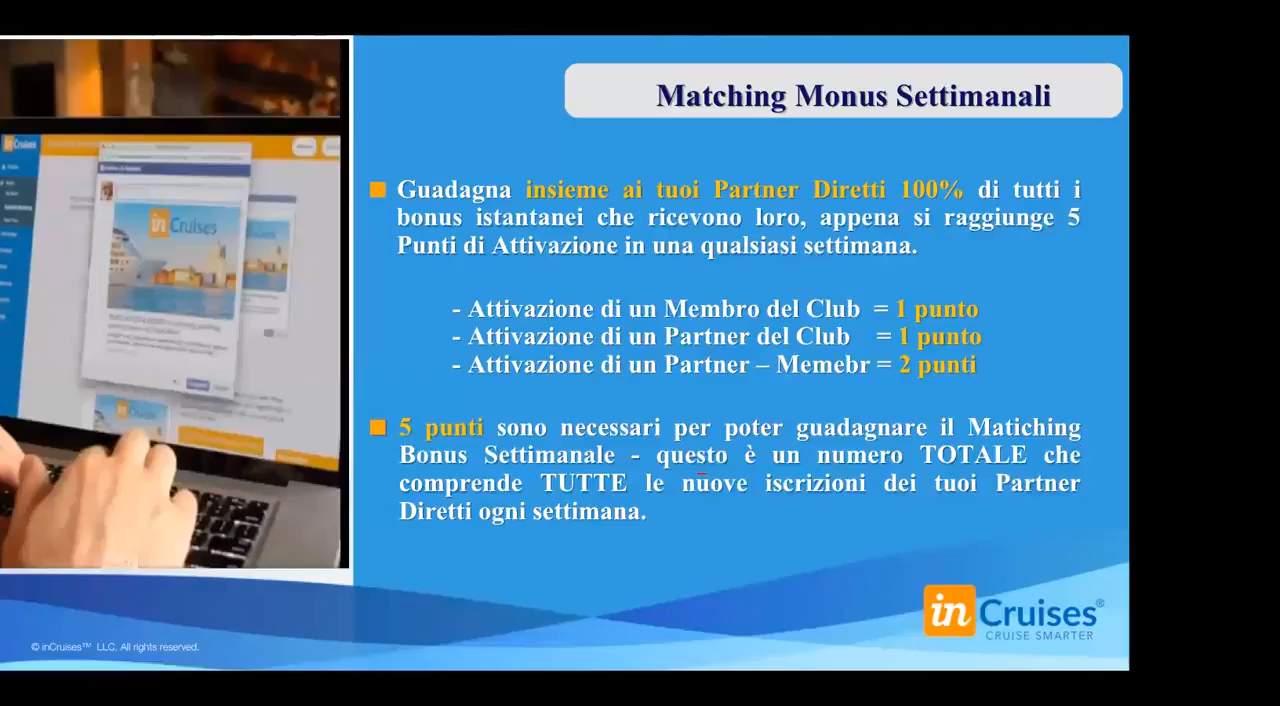 Matching Monus Settimanali
Guadagna insieme ai tuoi Partner Diretti 100% di tutti i
bonus istantanei che ricevono loro, appena si raggiunge 5
Punti di Attivazione in una qualsiasi settimana.
- Attivazione di un Membro del Club = 1 punto
- Attivazione di un Partner del Club = 1 punto
- Attivazione di un Partner – Memebr = 2 punti
5 punti sono necessari per poter guadagnare il Matiching
Bonus Settimanale - questo è un numero TOTALE che
comprende TUTTE le nuove iscrizioni dei tuoi Partner
Diretti ogni settimana.
inCruises
inCruises®
CRUISE SMARTER
© inCruises™ LLC. All rights reserved.